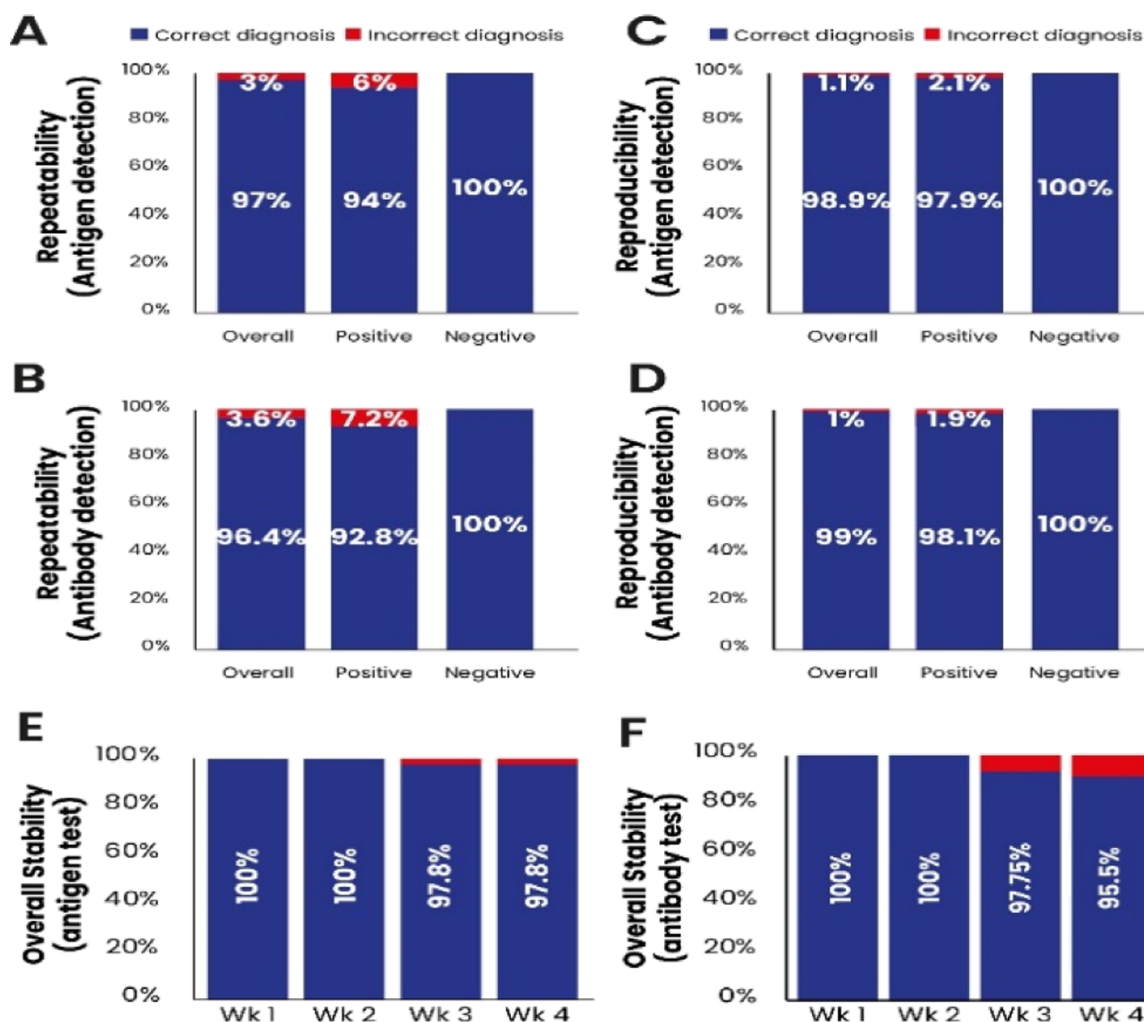 A
Correct diagnosis Incorrect diagnosis
Repeatability
(Antigen detection)
100%
80%
60%
40%
20%
0%
3% 6%
97% 94% 100%
Overall Positive Negative
C
Correct diagnosis Incorrect diagnosis
Reproducibility
(Antigen detection)
100%
80%
60%
40%
20%
0%
1.1% 2.1%
98.9% 97.9% 100%
Overall Positive Negative
B
Repeatability
(Antibody detection)
100%
80%
60%
40%
20%
0%
3.6% 7.2%
96.4% 92.8% 100%
Overall Positive Negative
D
Reproducibility
(Antibody detection)
100%
80%
60%
40%
20%
0%
1% 1.9%
99% 98.1% 100%
Overall Positive Negative
E
Overall Stability
(antigen test)
100%
80%
60%
40%
20%
0%
100% 100% 97.8% 97.8%
Wk 1 Wk 2 Wk 3 Wk 4
F
Overall Stability
(antibody test)
100%
80%
60%
40%
20%
0%
100% 100% 97.75% 95.5%
Wk 1 Wk 2 Wk 3 Wk 4